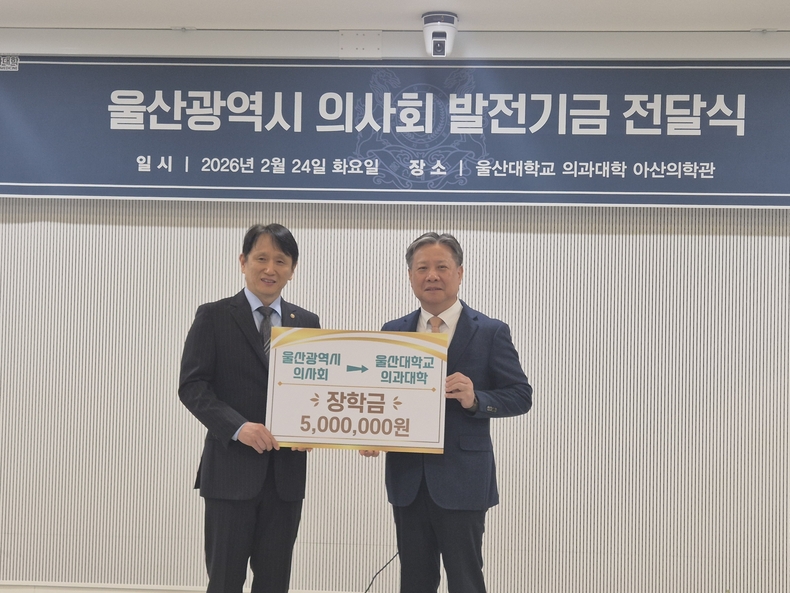 울산광역시 의사회 발전기금 전달식
일 시 | 2026년 2월 24일 화요일 장 소 | 울산대학교 의과대학 아산의학관
울산광역시 의사회
울산대학교 의과대학
장학금
5,000,000원